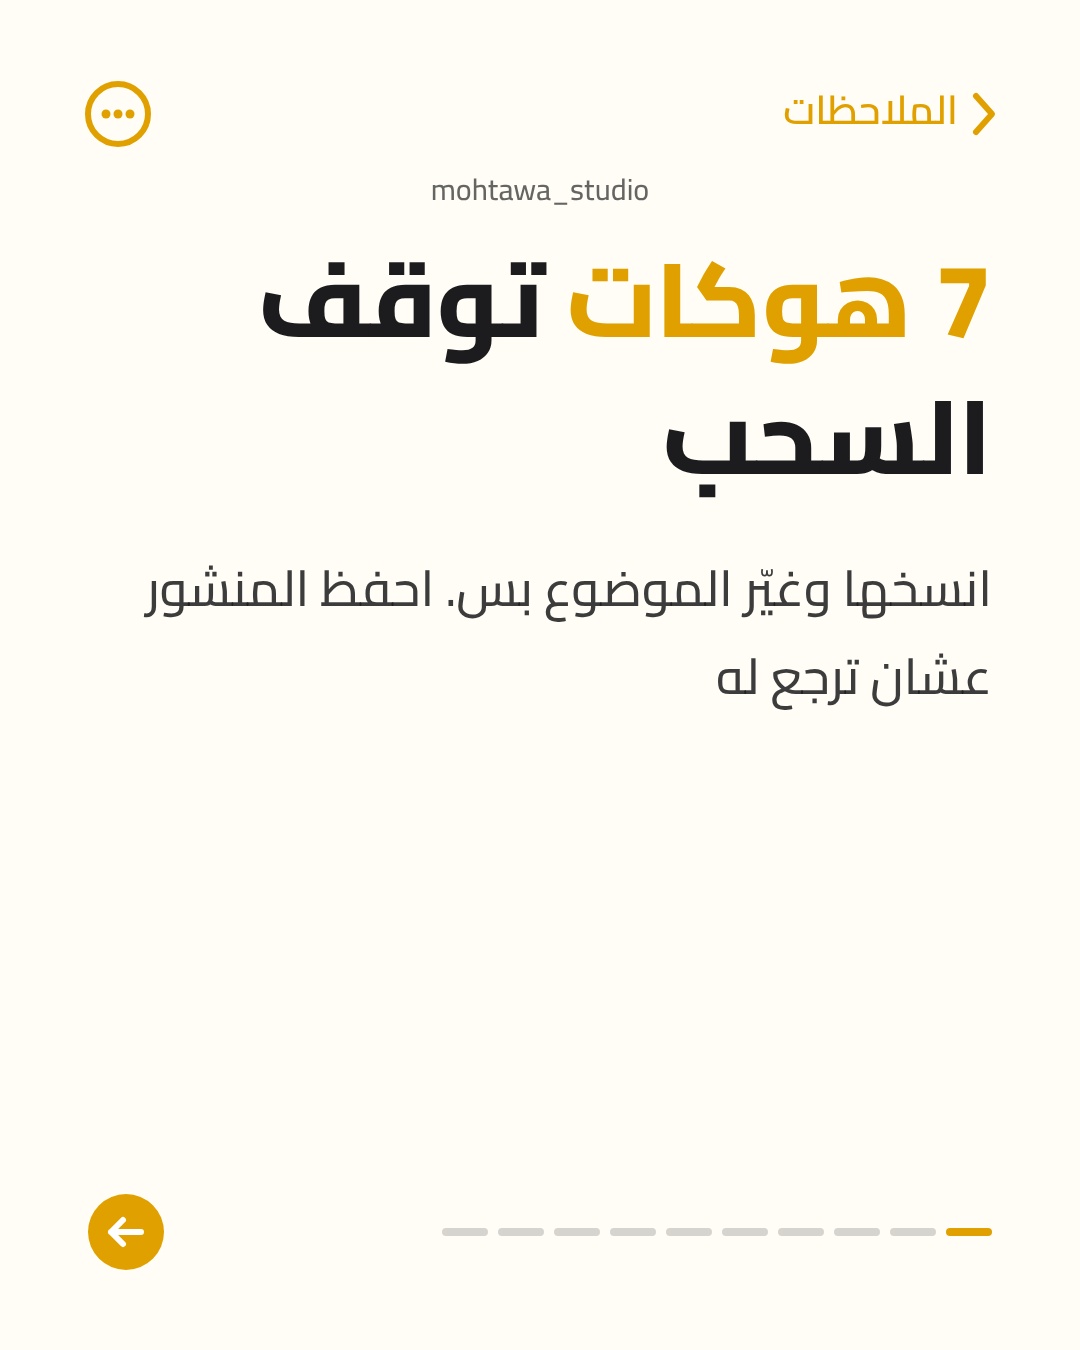 الملاحظات
mohtawa_studio
7 هوكات توقف
السحب
انسخها وغيّر الموضوع بس. احفظ المنشور
عشان ترجع له